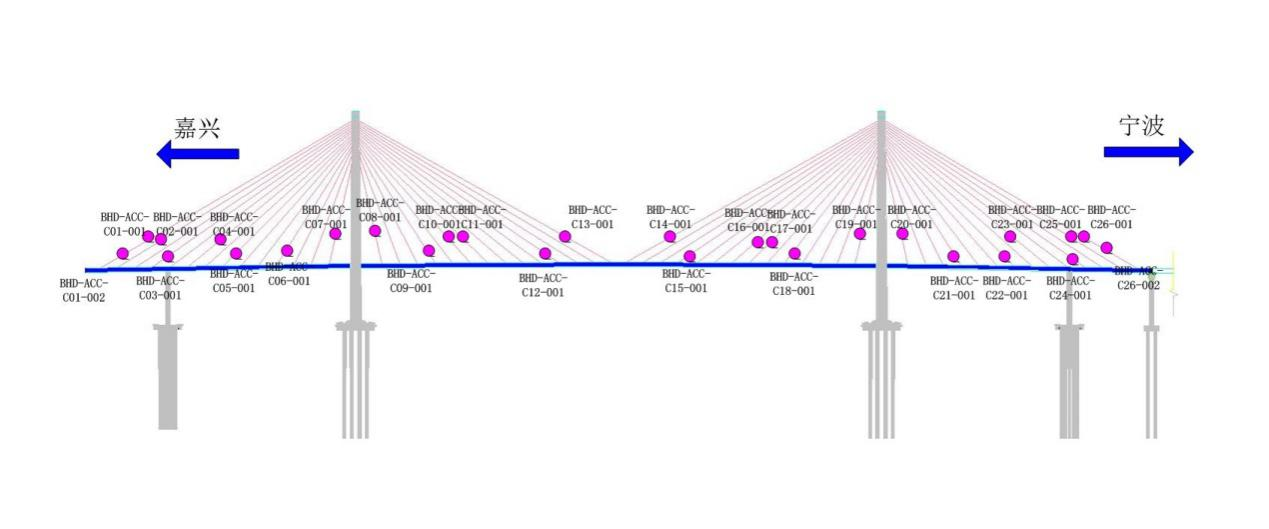 嘉兴
宁波
BHD-ACC-
C01-001
BHD-ACC-
C02-001
BHD-ACC-
C04-001
BHD-ACC-
C07-001
BHD-ACC-
C08-001
BHD-ACC-
C10-001
BHD-ACC-
C11-001
BHD-ACC-
C13-001
BHD-ACC-
C14-001
BHD-ACC-
C16-001
BHD-ACC-
C17-001
BHD-ACC-
C19-001
BHD-ACC-
C20-001
BHD-ACC-
C23-001
BHD-ACC-
C25-001
BHD-ACC-
C26-001
BHD-ACC-
C01-002
BHD-ACC-
C03-001
BHD-ACC-
C05-001
BHD-ACC-
C06-001
BHD-ACC-
C09-001
BHD-ACC-
C12-001
BHD-ACC-
C15-001
BHD-ACC-
C18-001
BHD-ACC-
C21-001
BHD-ACC-
C22-001
BHD-ACC-
C24-001
BHD-ACC-
C26-002